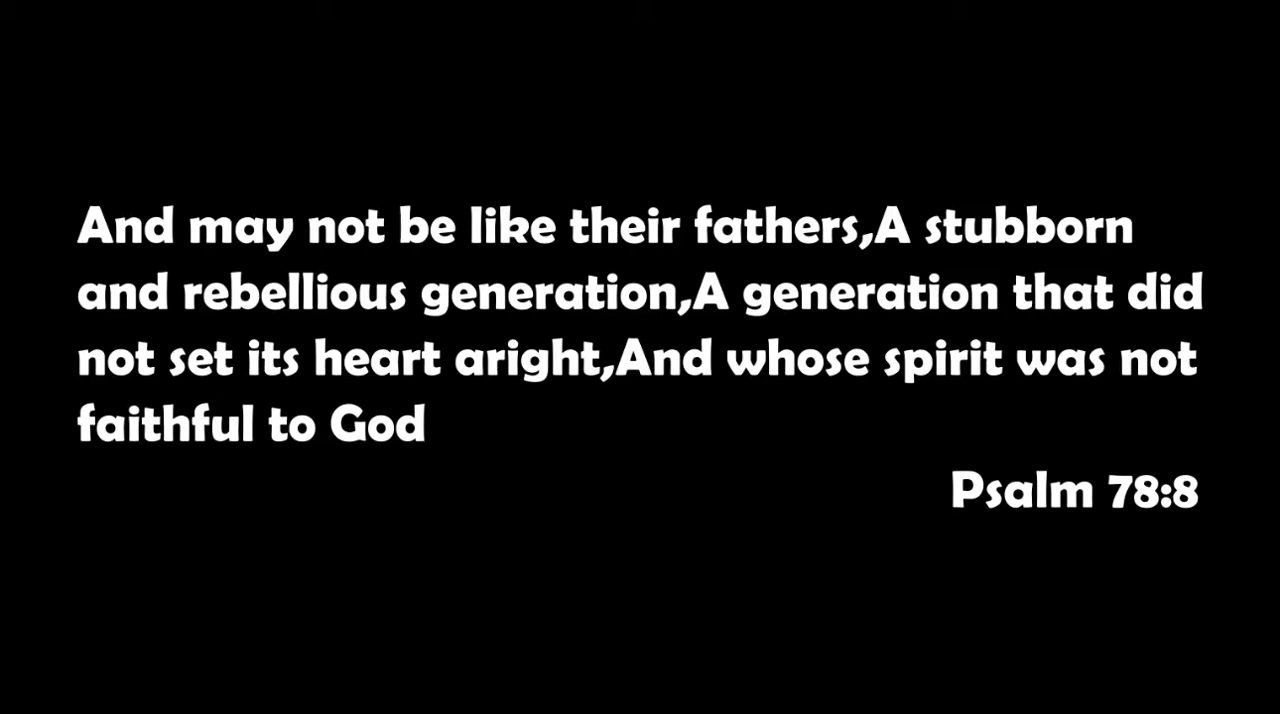 And may not be like their fathers,A stubborn
and rebellious generation,A generation that did
not set its heart aright,And whose spirit was not
faithful to God
Psalm 78:8